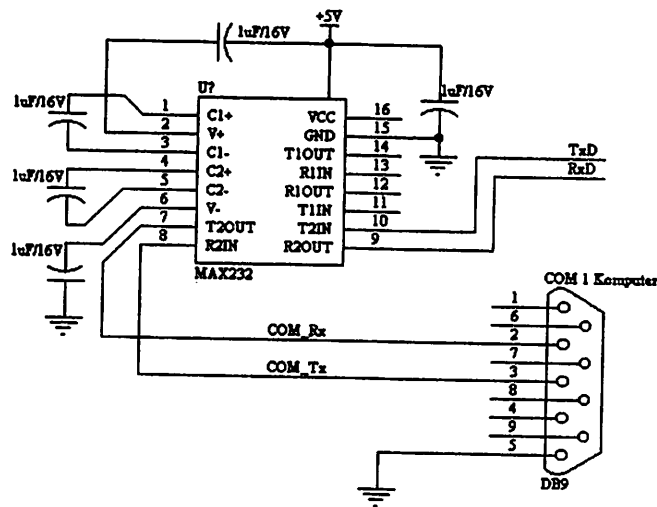 +5V
1uF/16V
U?
1uF/16V
1uF/16V
1 C1+ VCC 16
2 V+ GND 15
3 C1- T1OUT 14
4 C2+ R1IN 13
5 C2- R1OUT 12
6 V- T1IN 11
7 T2OUT T2IN 10
8 R2IN R2OUT 9
1uF/16V
1uF/16V
TxD
RxD
MAX232
COM 1 Komputer
COM_Rx
COM_Tx
1
6
2
7
3
8
4
9
5
DB9